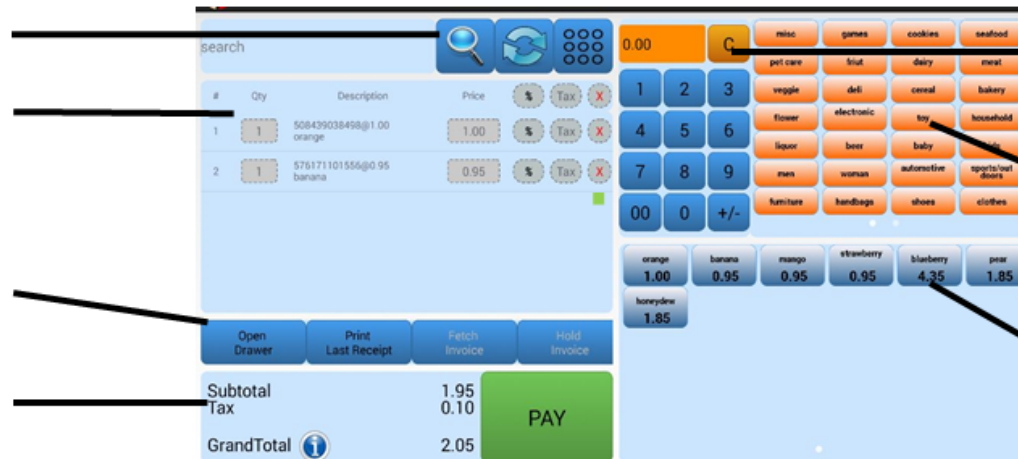 search
# Qty Description Price % Tax X
1 1 508439038498@1.00 1.00 % Tax X
orange
2 1 576171101556@0.95 0.95 % Tax X
banana
Open Drawer
Print Last Receipt
Fetch Invoice
Hold Invoice
Subtotal 1.95
Tax 0.10
GrandTotal i 2.05
PAY
0.00 C
1 2 3
4 5 6
7 8 9
00 0 +/-
misc games cookies seafood
pet care friut dairy meat
veggie deli cereal bakery
flower electronic toy household
liquor beer baby
men woman automotive sports/out doors
furniture handbags shoes clothes
orange banana mango strawberry blueberry pear
1.00 0.95 0.95 0.95 4.35 1.85
honeydew
1.85